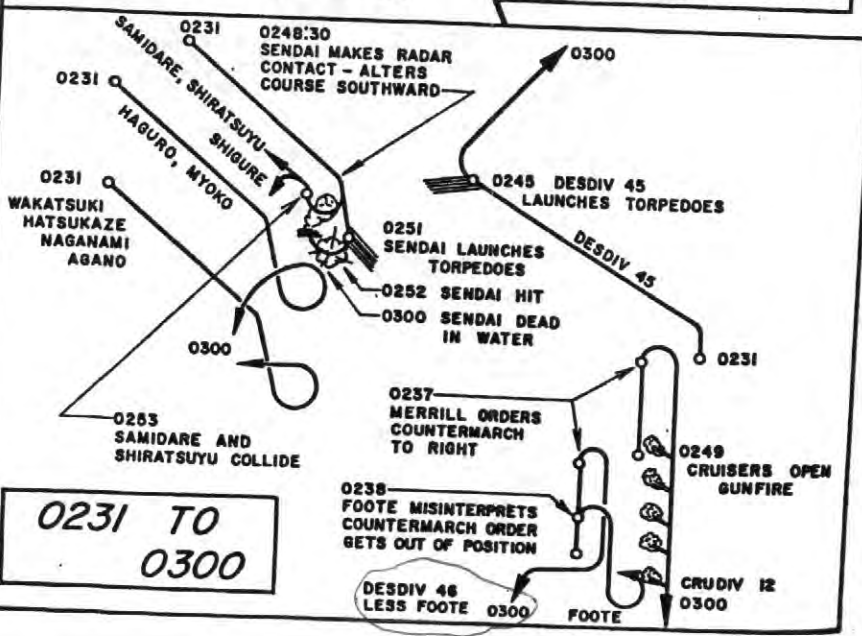 0231
0248:30
SENDAI MAKES RADAR
CONTACT - ALTERS
COURSE SOUTHWARD
0300
SAMIDARE, SHIRATSUYU
SHIGURE
0231
HAGURO, MYOKO
0231
WAKATSUKI
HATSUKAZE
NAGANAMI
AGANO
0245 DESDIV 45
LAUNCHES TORPEDOES
DESDIV 45
0251
SENDAI LAUNCHES
TORPEDOES
0252 SENDAI HIT
0300 SENDAI DEAD
IN WATER
0300
0231
0253
SAMIDARE AND
SHIRATSUYU COLLIDE
0237
MERRILL ORDERS
COUNTERMARCH
TO RIGHT
0249
CRUISERS OPEN
GUNFIRE
0238
FOOTE MISINTERPRETS
COUNTERMARCH ORDER
GETS OUT OF POSITION
0231 TO
0300
DESDIV 46
LESS FOOTE 0300
FOOTE
CRUDIV 12
0300